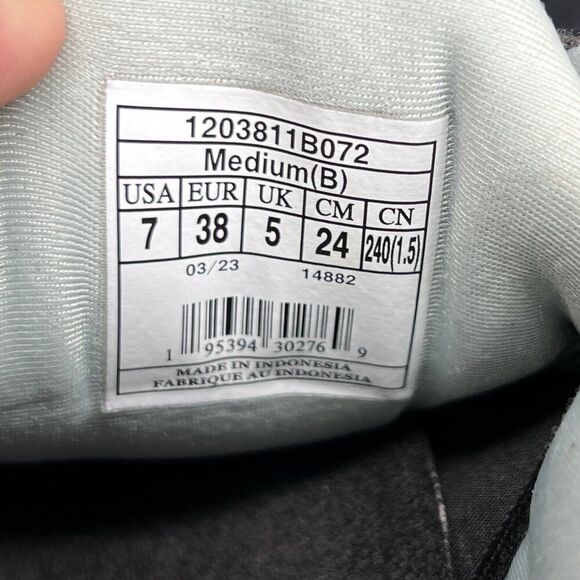 1203811B072
Medium(B)
USA EUR UK CM CN
7 38 5 24 240(1.5)
03/23 14882
1 95394 30276 9
MADE IN INDONESIA
FABRIQUE AU INDONESIA